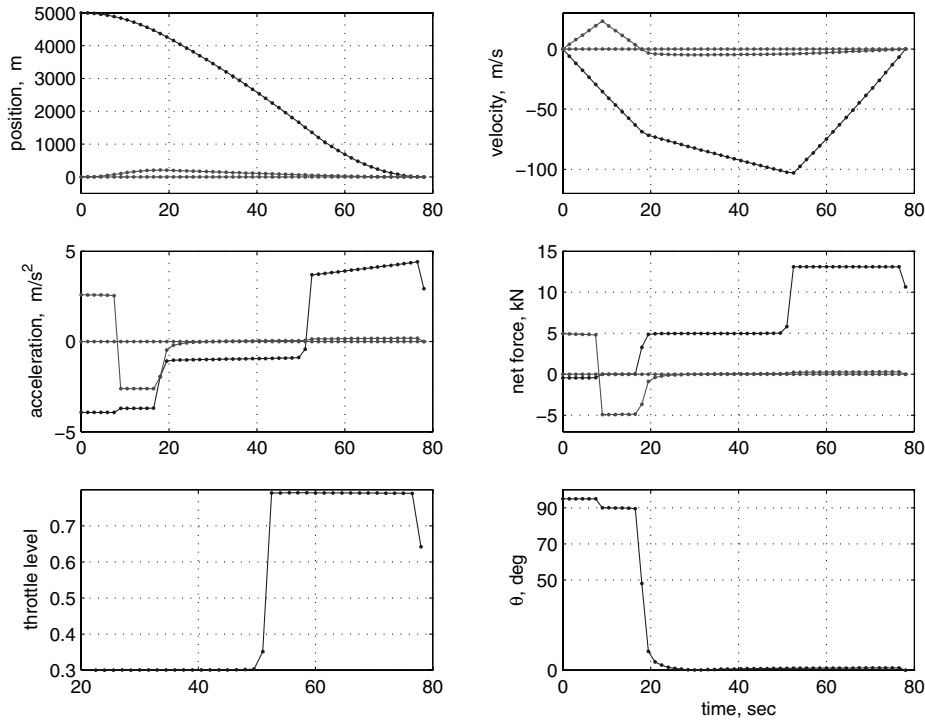 5000
4000
3000
2000
1000
0
position, m
0 20 40 60 80
0
−50
−100
velocity, m/s
0 20 40 60 80
5
0
−5
acceleration, m/s²
0 20 40 60 80
15
10
5
0
−5
net force, kN
0 20 40 60 80
0.7
0.6
0.5
0.4
0.3
throttle level
20 40 60 80
90
70
50
0
θ, deg
0 20 40 60 80
time, sec